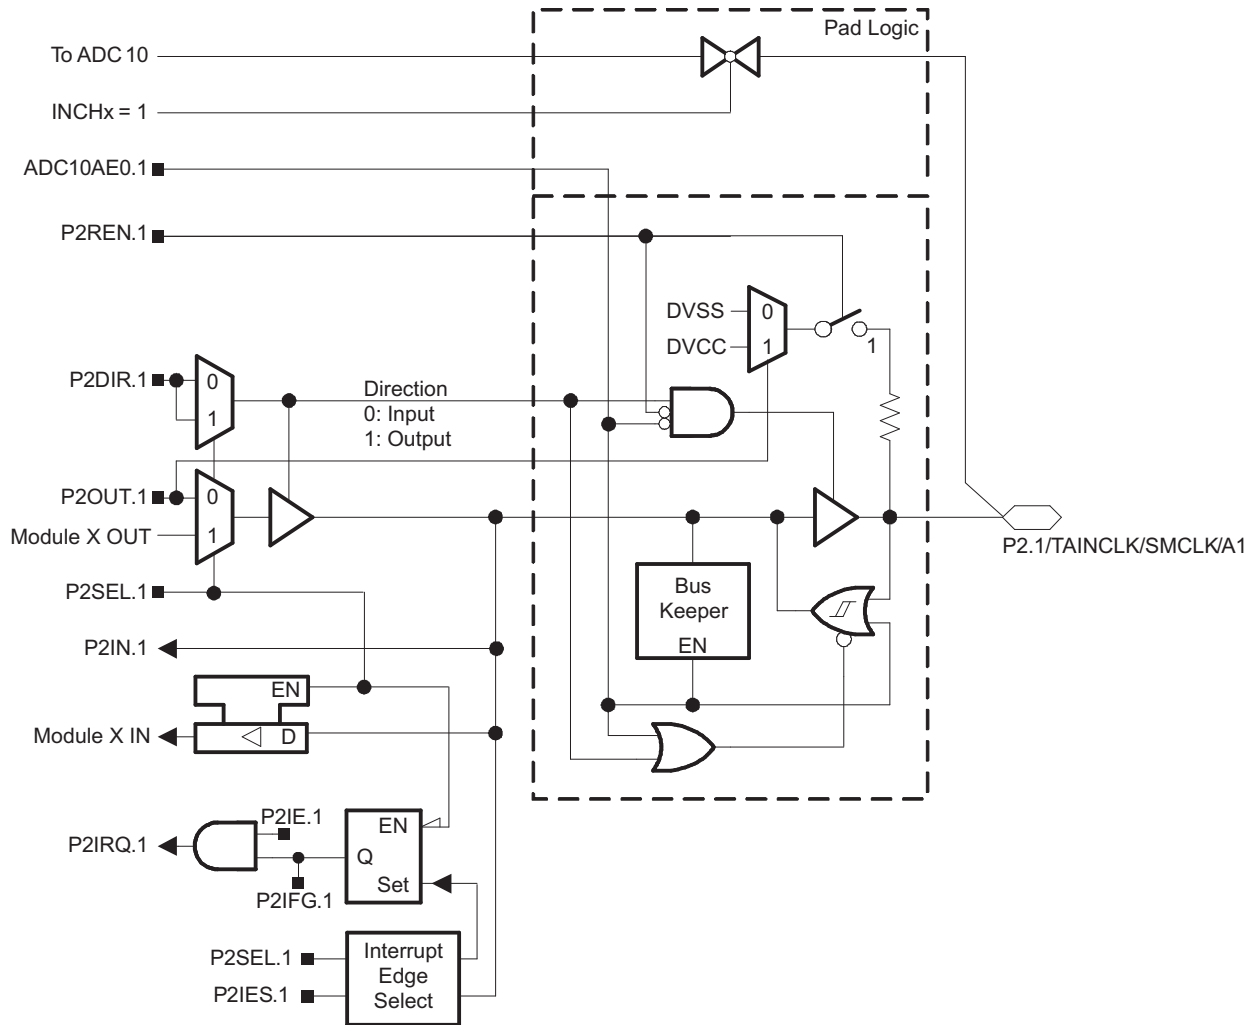 Pad Logic
To ADC 10
INCHx = 1
ADC10AE0.1
P2REN.1
DVSS
0
DVCC
1
1
P2DIR.1
0
1
Direction
0: Input
1: Output
P2OUT.1
0
Module X OUT
1
P2.1/TAINCLK/SMCLK/A1
P2SEL.1
Bus
Keeper
EN
P2IN.1
EN
Module X IN
D
P2IE.1
EN
P2IRQ.1
Q
Set
P2IFG.1
P2SEL.1
P2IES.1
Interrupt
Edge
Select